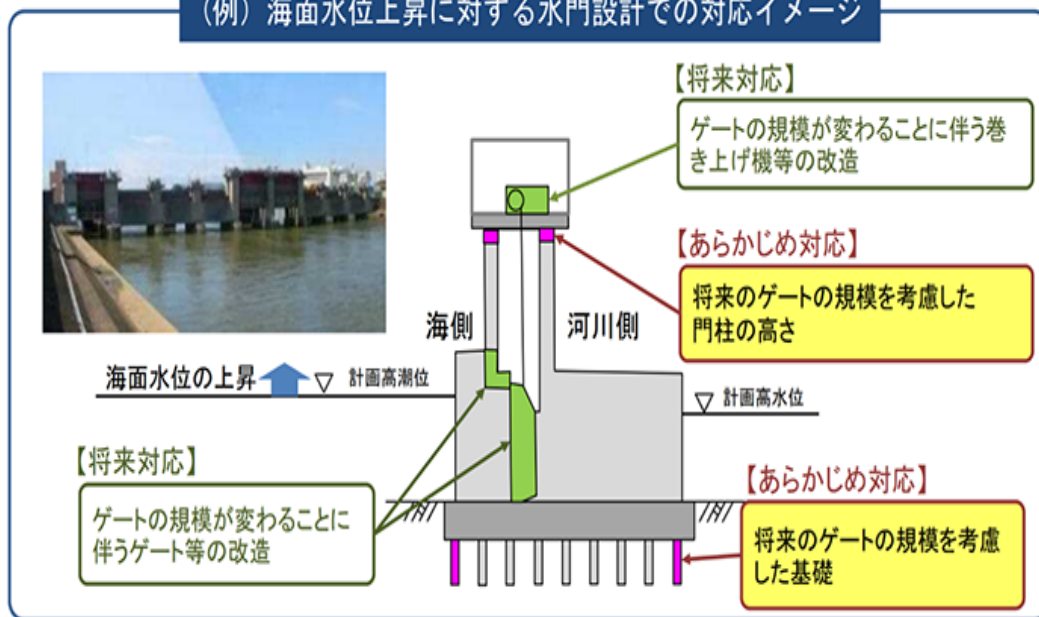 （例）海面水位上昇に対する水門設計での対応イメージ
【将来対応】
ゲートの規模が変わることに伴う巻
き上げ機等の改造
【あらかじめ対応】
将来のゲートの規模を考慮した
門柱の高さ
海側
河川側
海面水位の上昇
計画高潮位
計画高水位
【将来対応】
ゲートの規模が変わることに
伴うゲート等の改造
【あらかじめ対応】
将来のゲートの規模を考慮
した基礎